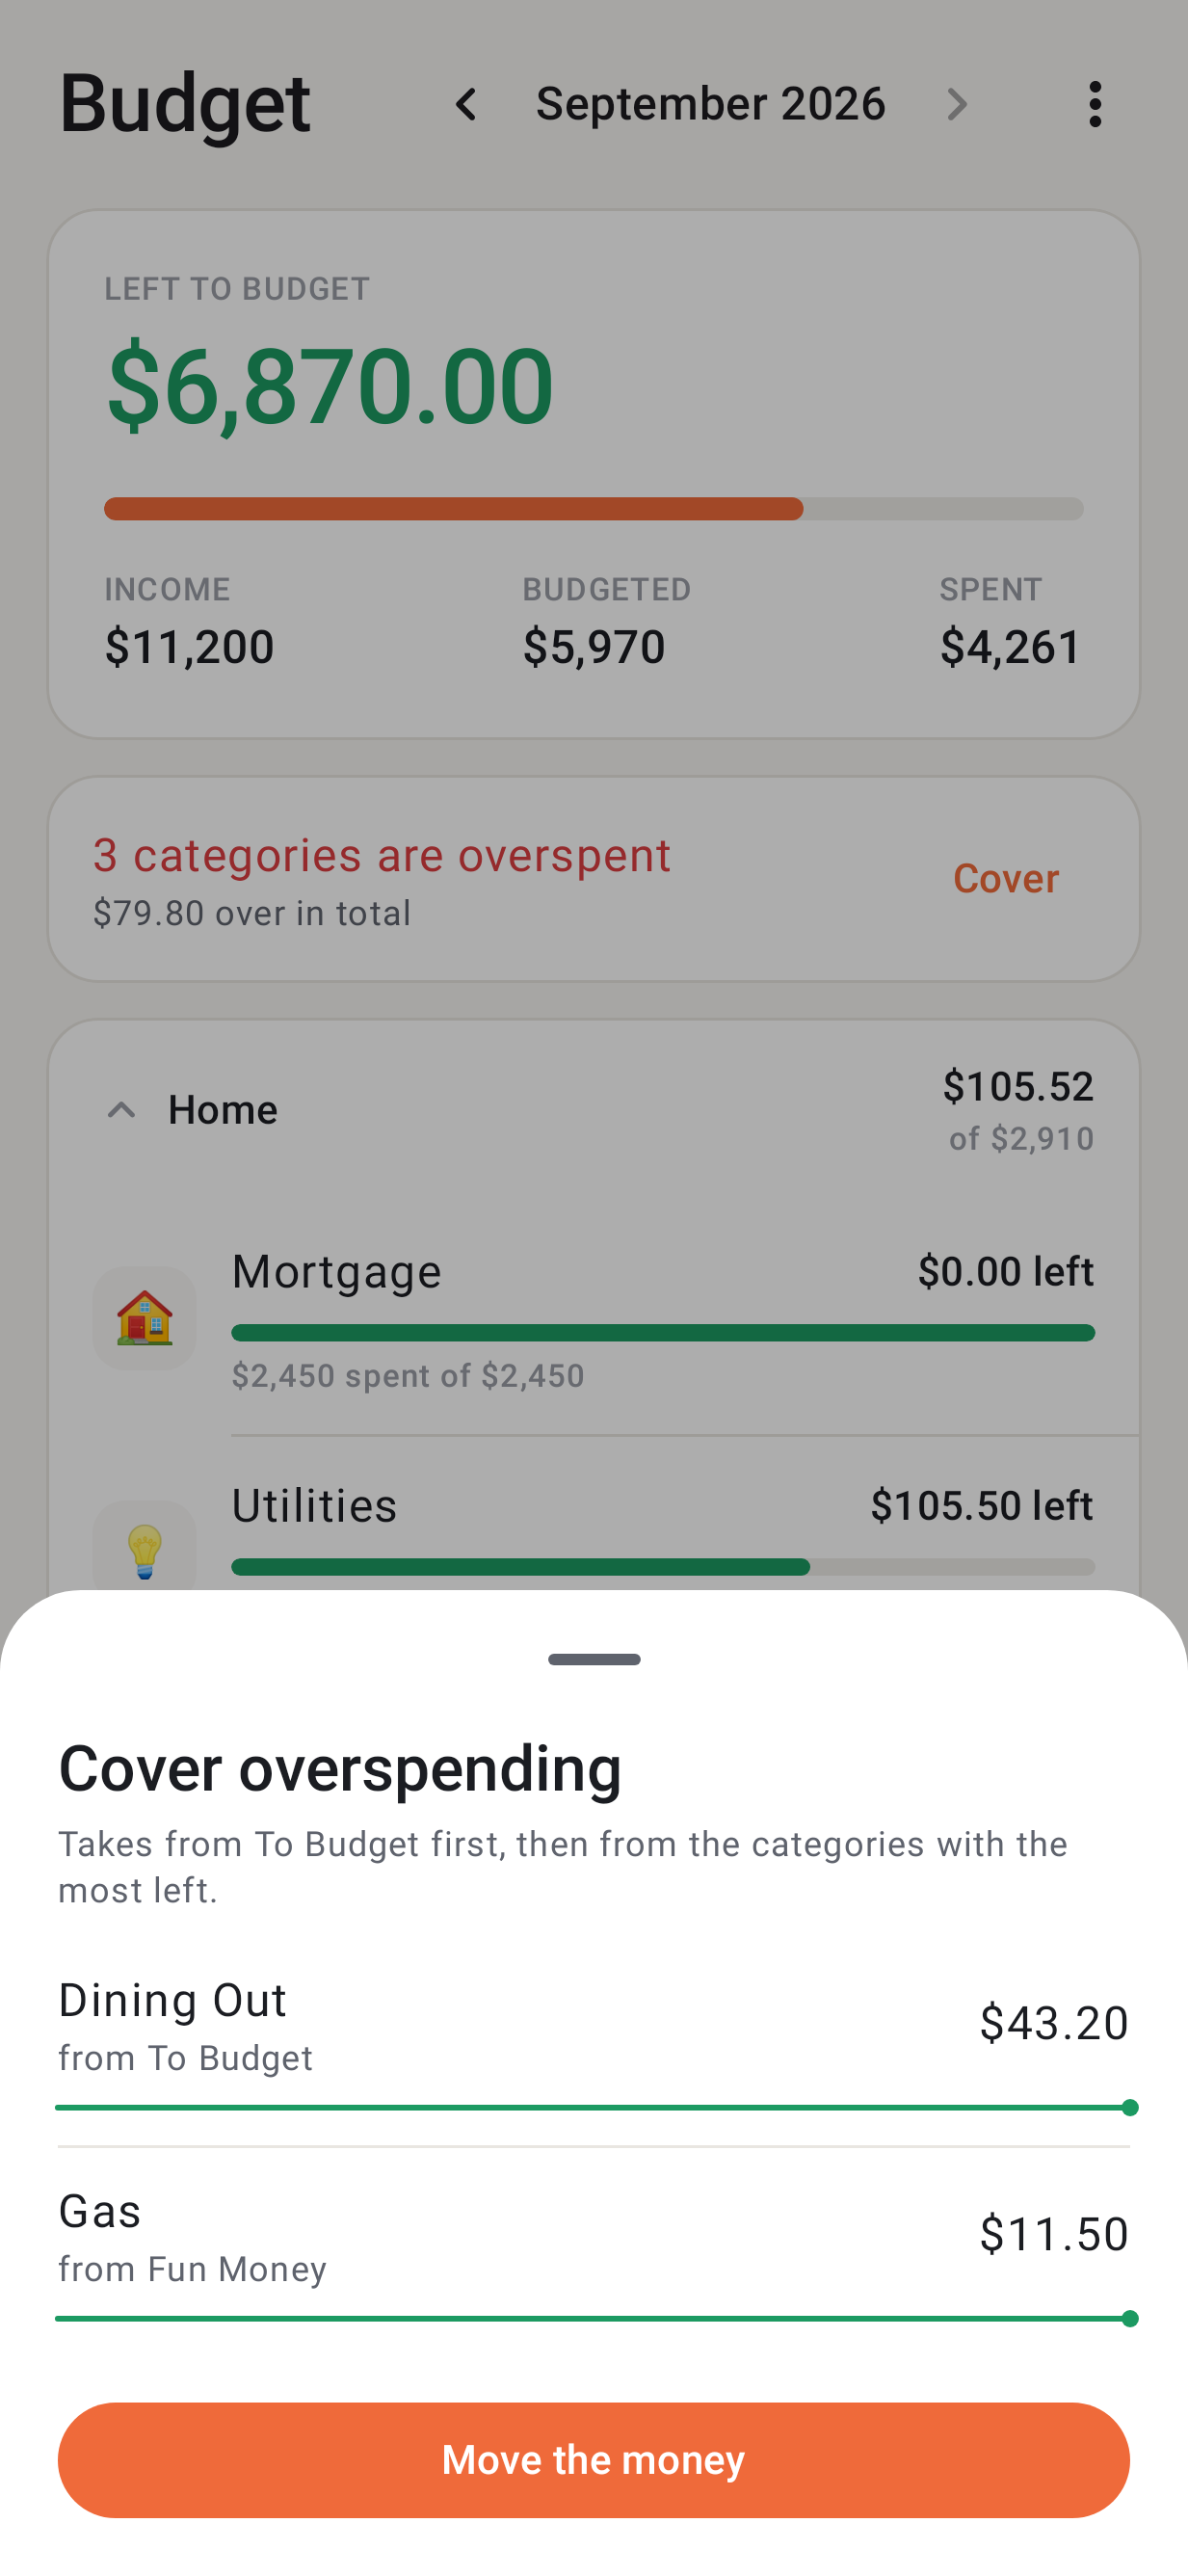 Budget
September 2026
LEFT TO BUDGET
$6,870.00
INCOME
BUDGETED
SPENT
$11,200
$5,970
$4,261
3 categories are overspent
$79.80 over in total
Cover
Home
$105.52
of $2,910
Mortgage
$0.00 left
$2,450 spent of $2,450
Utilities
$105.50 left
Cover overspending
Takes from To Budget first, then from the categories with the
most left.
Dining Out
from To Budget
$43.20
Gas
from Fun Money
$11.50
Move the money